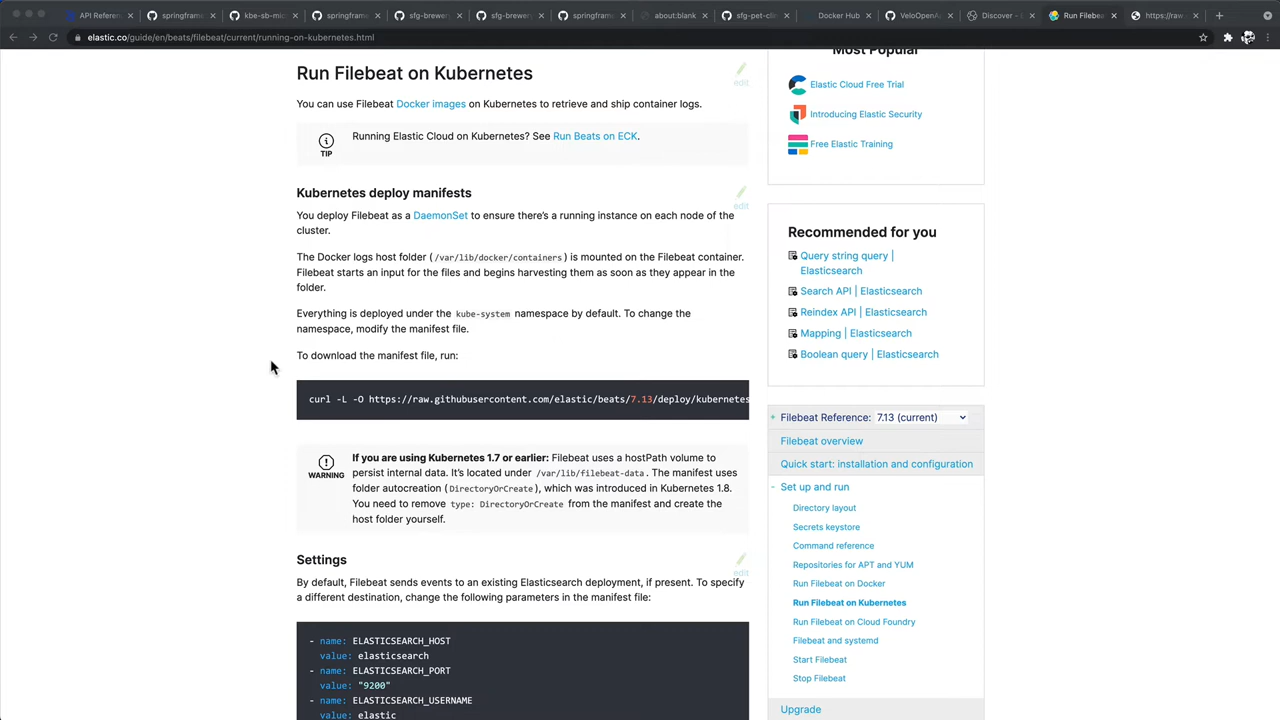 API Referenc
springframe
kbe-sb-mic
springframe
sfg-brewery
sfg-brewery
springframe
about:blank
sfg-pet-clin
Docker Hub
VeloOpenAP
Discover - E
Run Filebea
https://raw.
elastic.co/guide/en/beats/filebeat/current/running-on-kubernetes.html
Run Filebeat on Kubernetes
edit
You can use Filebeat Docker images on Kubernetes to retrieve and ship container logs.
TIP
Running Elastic Cloud on Kubernetes? See Run Beats on ECK.
Kubernetes deploy manifests
edit
You deploy Filebeat as a DaemonSet to ensure there's a running instance on each node of the
cluster.
The Docker logs host folder (/var/lib/docker/containers) is mounted on the Filebeat container.
Filebeat starts an input for the files and begins harvesting them as soon as they appear in the
folder.
Everything is deployed under the kube-system namespace by default. To change the
namespace, modify the manifest file.
To download the manifest file, run:
curl -L -O https://raw.githubusercontent.com/elastic/beats/7.13/deploy/kubernetes
WARNING
If you are using Kubernetes 1.7 or earlier: Filebeat uses a hostPath volume to
persist internal data. It's located under /var/lib/filebeat-data. The manifest uses
folder autocreation (DirectoryOrCreate), which was introduced in Kubernetes 1.8.
You need to remove type: DirectoryOrCreate from the manifest and create the
host folder yourself.
Settings
edit
By default, Filebeat sends events to an existing Elasticsearch deployment, if present. To specify
a different destination, change the following parameters in the manifest file:
- name: ELASTICSEARCH_HOST
value: elasticsearch
- name: ELASTICSEARCH_PORT
value: "9200"
- name: ELASTICSEARCH_USERNAME
value: elastic
Most Popular
Elastic Cloud Free Trial
Introducing Elastic Security
Free Elastic Training
Recommended for you
Query string query |
Elasticsearch
Search API | Elasticsearch
Reindex API | Elasticsearch
Mapping | Elasticsearch
Boolean query | Elasticsearch
+ Filebeat Reference: 7.13 (current)
Filebeat overview
Quick start: installation and configuration
- Set up and run
Directory layout
Secrets keystore
Command reference
Repositories for APT and YUM
Run Filebeat on Docker
Run Filebeat on Kubernetes
Run Filebeat on Cloud Foundry
Filebeat and systemd
Start Filebeat
Stop Filebeat
Upgrade